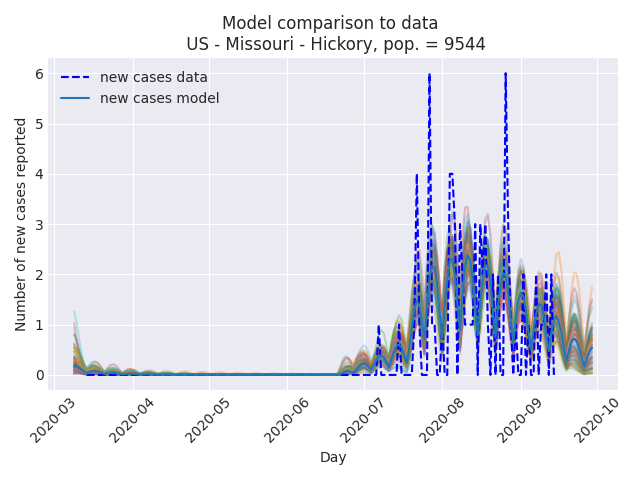 Model comparison to data
US - Missouri - Hickory, pop. = 9544
new cases data
new cases model
Number of new cases reported
6
5
4
3
2
1
0
2020-03
2020-04
2020-05
2020-06
2020-07
2020-08
2020-09
2020-10
Day